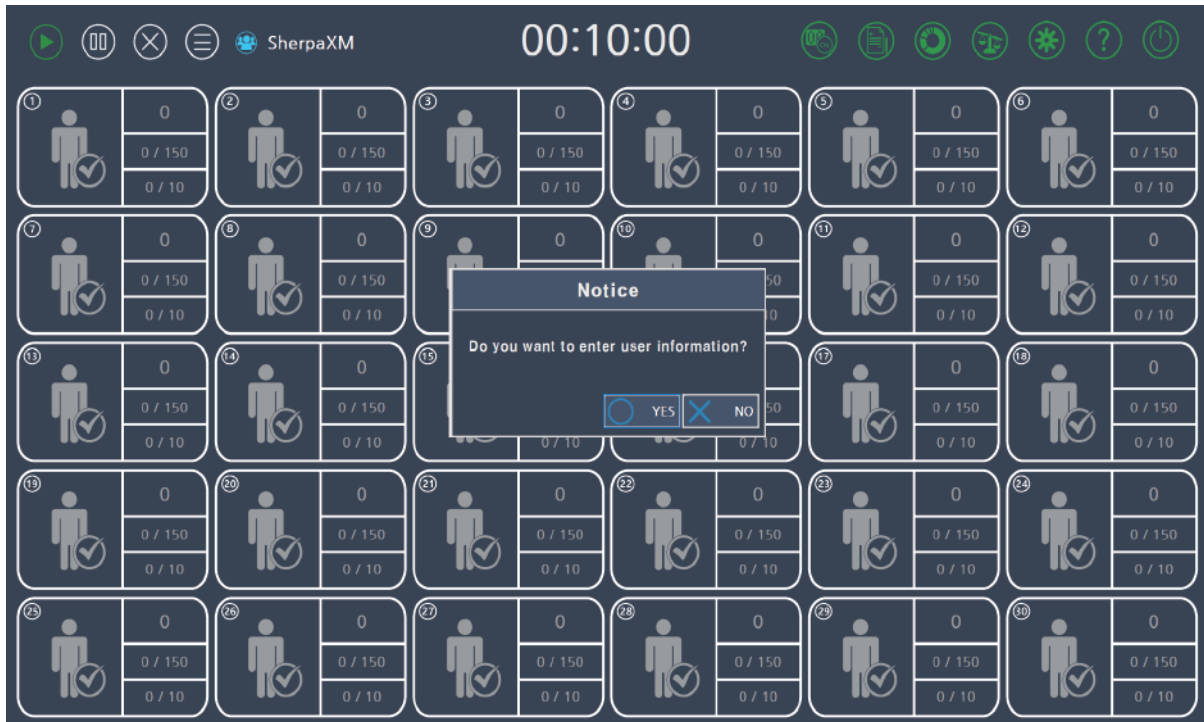 SherpaXM 00:10:00 ?
1 0 2 0 3 0 4 0 5 0 6 0
0 / 150 0 / 150 0 / 150 0 / 150 0 / 150 0 / 150
0 / 10 0 / 10 0 / 10 0 / 10 0 / 10 0 / 10
7 0 8 0 9 0 10 0 11 0 12 0
0 / 150 0 / 150 50 0 / 150 0 / 150
0 / 10 0 / 10 0 0 / 10 0 / 10
Notice
Do you want to enter user information?
YES NO
13 0 14 0 15 17 0 18 0
0 / 150 0 / 150 50 0 / 150 0 / 150
0 / 10 0 / 10 0 / 10 0 / 10 0 / 10 0 / 10
19 0 20 0 21 0 22 0 23 0 24 0
0 / 150 0 / 150 0 / 150 0 / 150 0 / 150 0 / 150
0 / 10 0 / 10 0 / 10 0 / 10 0 / 10 0 / 10
25 0 26 0 27 0 28 0 29 0 30 0
0 / 150 0 / 150 0 / 150 0 / 150 0 / 150 0 / 150
0 / 10 0 / 10 0 / 10 0 / 10 0 / 10 0 / 10